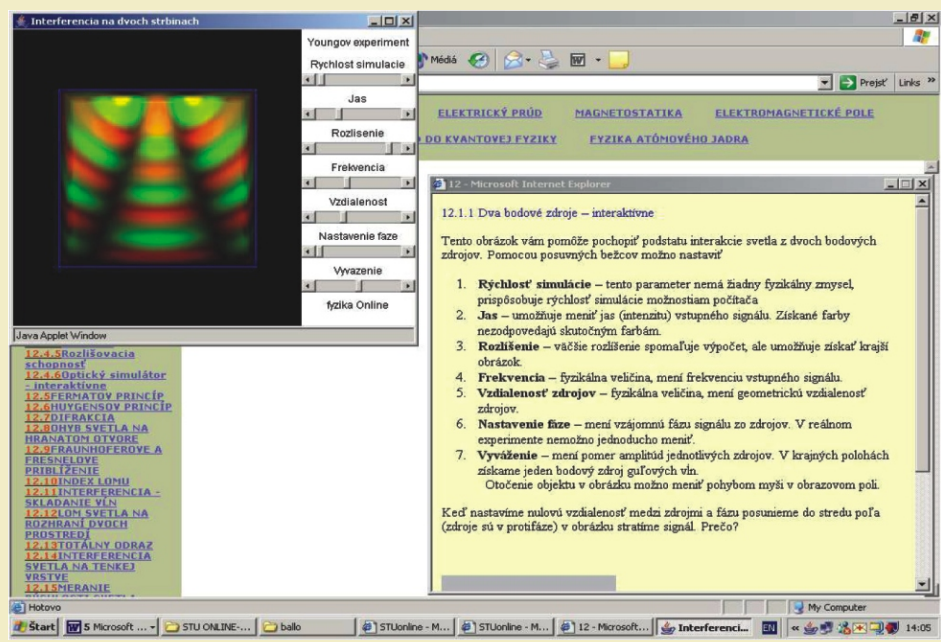 Interferencia na dvoch strbinach
Youngov experiment
Rychlost simulacie
Jas
Rozlisenie
Frekvencia
Vzdialenost
Nastavenie faze
Vyvazenie
fyzika Online
Java Applet Window
Médiá
Prejsť Links »
ELEKTRICKÝ PRÚD MAGNETOSTATIKA ELEKTROMAGNETICKÉ POLE
DO KVANTOVEJ FYZIKY FYZIKA ATÓMOVÉHO JADRA
12.4.5Rozlišovacia
schopnosť
12.4.6Optický simulátor
- interaktívne
12.5FERMATOV PRINCÍP
12.6HUYGENSOV PRINCÍP
12.7DIFRAKCIA
12.8OHYB SVETLA NA
HRANATOM OTVORE
12.9FRAUNHOFEROVE A
FRESNELOVE
PRIBLÍŽENIE
12.10INDEX LOMU
12.11INTERFERENCIA -
SKLADANIE VĹN
12.12LOM SVETLA NA
ROZHRANÍ DVOCH
PROSTREDÍ
12.13TOTÁLNY ODRAZ
12.14INTERFERENCIA
SVETLA NA TENKEJ
VRSTVE
12.15MERANIE
12 - Microsoft Internet Explorer
12.1.1 Dva bodové zdroje – interaktívne
Tento obrázok vám pomôže pochopiť podstatu interakcie svetla z dvoch bodových
zdrojov. Pomocou posuvných bežcov možno nastaviť
1. Rýchlosť simulácie – tento parameter nemá žiadny fyzikálny zmysel,
prispôsobuje rýchlosť simulácie možnostiam počítača
2. Jas – umožňuje meniť jas (intenzitu) vstupného signálu. Získané farby
nezodpovedajú skutočným farbám.
3. Rozlíšenie – väčšie rozlíšenie spomaľuje výpočet, ale umožňuje získať krajší
obrázok.
4. Frekvencia – fyzikálna veličina, mení frekvenciu vstupného signálu.
5. Vzdialenosť zdrojov – fyzikálna veličina, mení geometrickú vzdialenosť
zdrojov.
6. Nastavenie fáze – mení vzájomnú fázu signálu zo zdrojov. V reálnom
experimente nemožno jednoducho meniť.
7. Vyváženie – mení pomer amplitúd jednotlivých zdrojov. V krajných polohách
získame jeden bodový zdroj guľových vĺn.
Otočenie objektu v obrázku možno meniť pohybom myši v obrazovom poli.
Keď nastavíme nulovú vzdialenosť medzi zdrojmi a fázu posunieme do stredu poľa
(zdroje sú v protifáze) v obrázku stratíme signál. Prečo?
Hotovo My Computer
Štart 5 Microsoft ... STU ONLINE-... ballo STUonline - M... STUonline - M... 12 - Microsoft... Interferenci... EN « 14:05